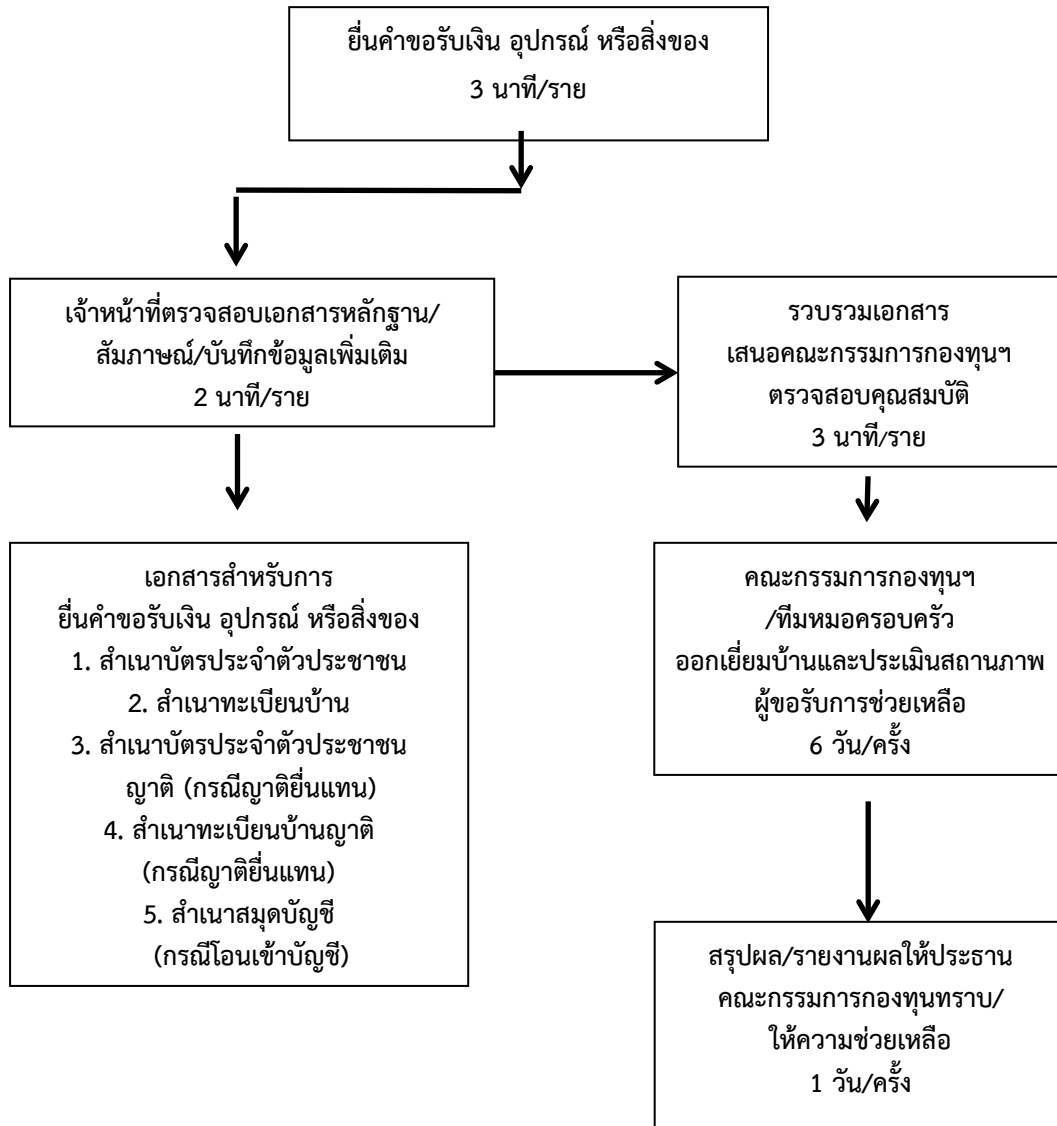 ยื่นคำขอรับเงิน อุปกรณ์ หรือสิ่งของ
3 นาที/ราย
เจ้าหน้าที่ตรวจสอบเอกสารหลักฐาน/
สัมภาษณ์/บันทึกข้อมูลเพิ่มเติม
2 นาที/ราย
รวบรวมเอกสาร
เสนอคณะกรรมการกองทุนฯ
ตรวจสอบคุณสมบัติ
3 นาที/ราย
เอกสารสำหรับการ
ยื่นคำขอรับเงิน อุปกรณ์ หรือสิ่งของ
1. สำเนาบัตรประจำตัวประชาชน
2. สำเนาทะเบียนบ้าน
3. สำเนาบัตรประจำตัวประชาชน
ญาติ (กรณีญาติยื่นแทน)
4. สำเนาทะเบียนบ้านญาติ
(กรณีญาติยื่นแทน)
5. สำเนาสมุดบัญชี
(กรณีโอนเข้าบัญชี)
คณะกรรมการกองทุนฯ
/ทีมหมอครอบครัว
ออกเยี่ยมบ้านและประเมินสถานภาพ
ผู้ขอรับการช่วยเหลือ
6 วัน/ครั้ง
สรุปผล/รายงานผลให้ประธาน
คณะกรรมการกองทุนทราบ/
ให้ความช่วยเหลือ
1 วัน/ครั้ง